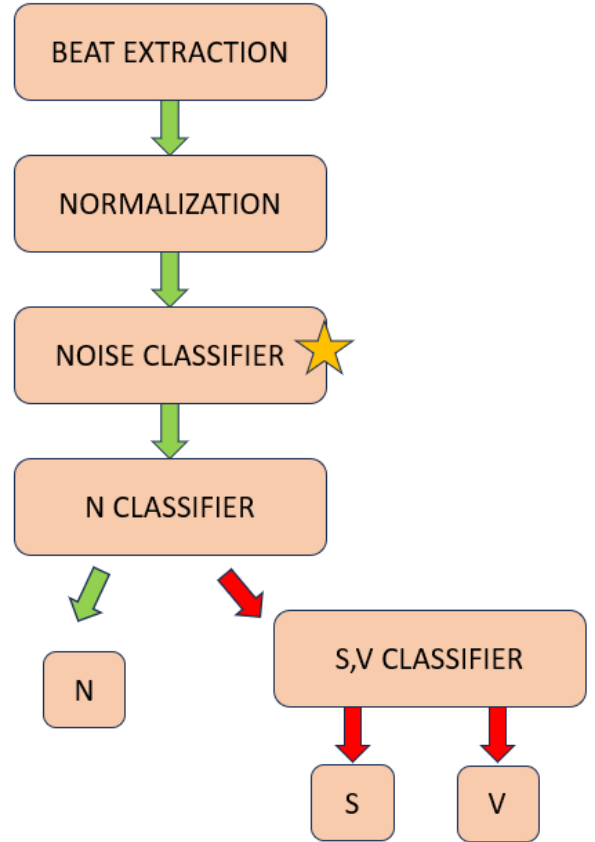 BEAT EXTRACTION
NORMALIZATION
NOISE CLASSIFIER
N CLASSIFIER
S,V CLASSIFIER
N
S
V